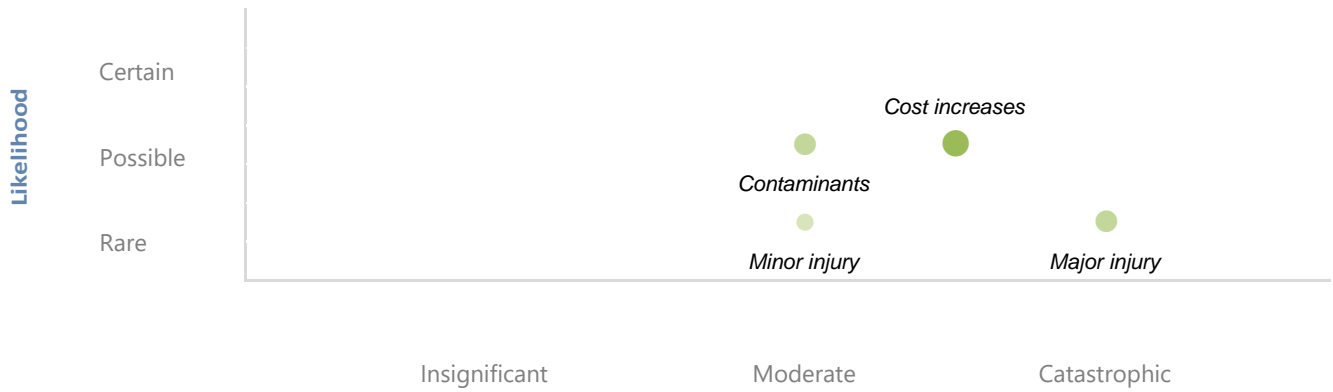 Likelihood
Certain
Cost increases
Possible
Contaminants
Rare
Minor injury
Major injury
Insignificant
Moderate
Catastrophic